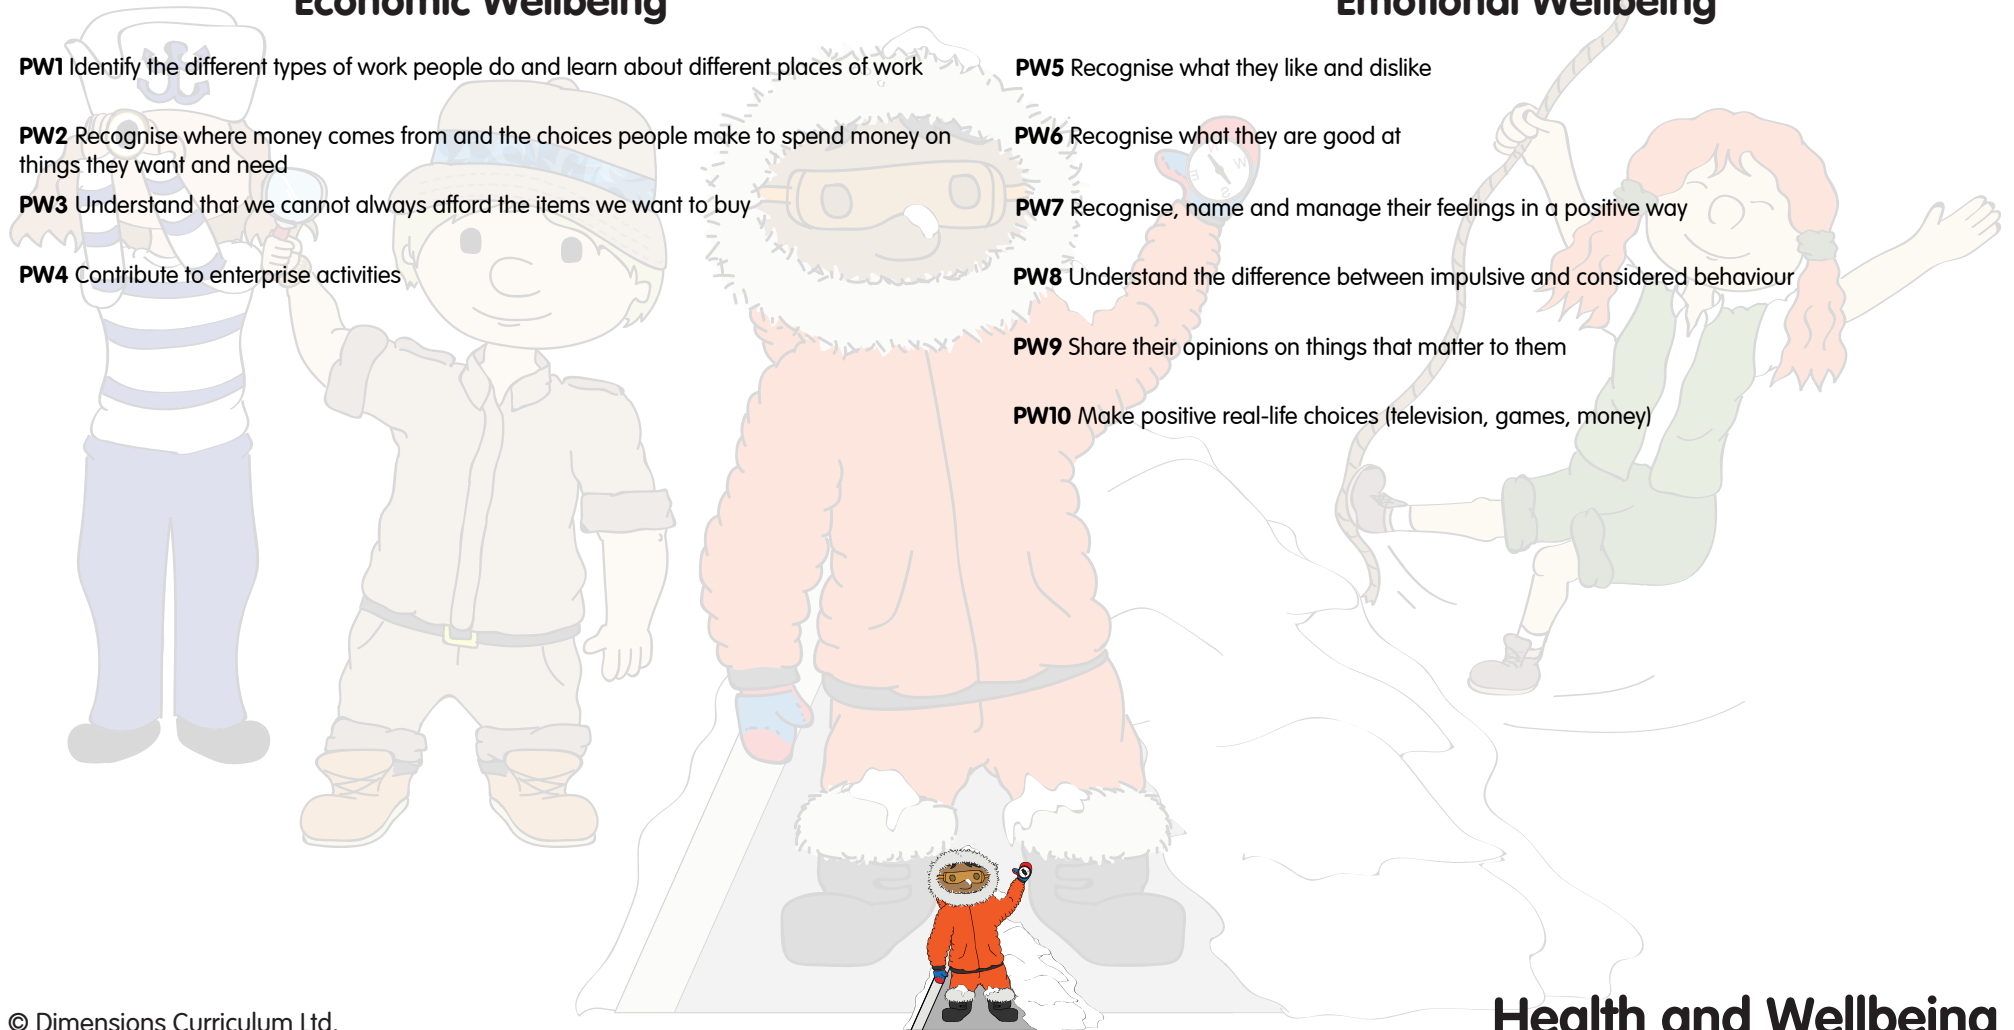 Economic Wellbeing
PW1 Identify the different types of work people do and learn about different places of work
PW2 Recognise where money comes from and the choices people make to spend money on
things they want and need
PW3 Understand that we cannot always afford the items we want to buy
PW4 Contribute to enterprise activities
Emotional Wellbeing
PW5 Recognise what they like and dislike
PW6 Recognise what they are good at
PW7 Recognise, name and manage their feelings in a positive way
PW8 Understand the difference between impulsive and considered behaviour
PW9 Share their opinions on things that matter to them
PW10 Make positive real-life choices (television, games, money)
W
E
S
© Dimensions Curriculum Ltd.
Health and Wellbeing